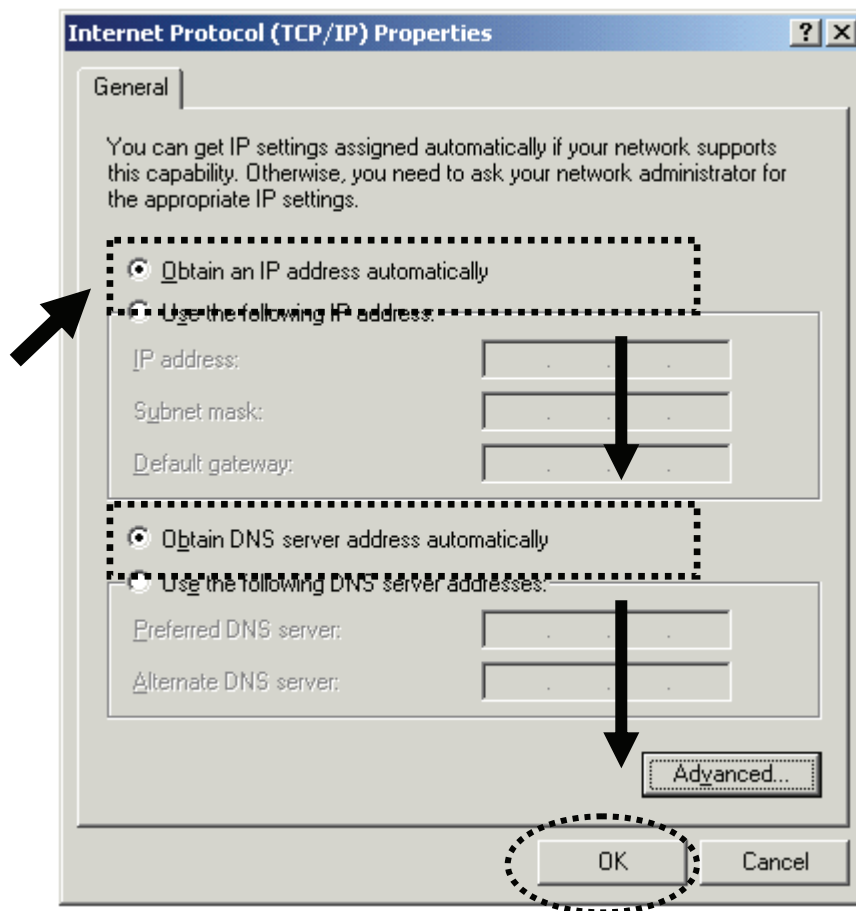 Internet Protocol (TCP/IP) Properties
General
You can get IP settings assigned automatically if your network supports
this capability. Otherwise, you need to ask your network administrator for
the appropriate IP settings.
Obtain an IP address automatically
Use the following IP address:
IP address:
Subnet mask:
Default gateway:
Obtain DNS server address automatically
Use the following DNS server addresses:
Preferred DNS server:
Alternate DNS server:
Advanced...
OK
Cancel